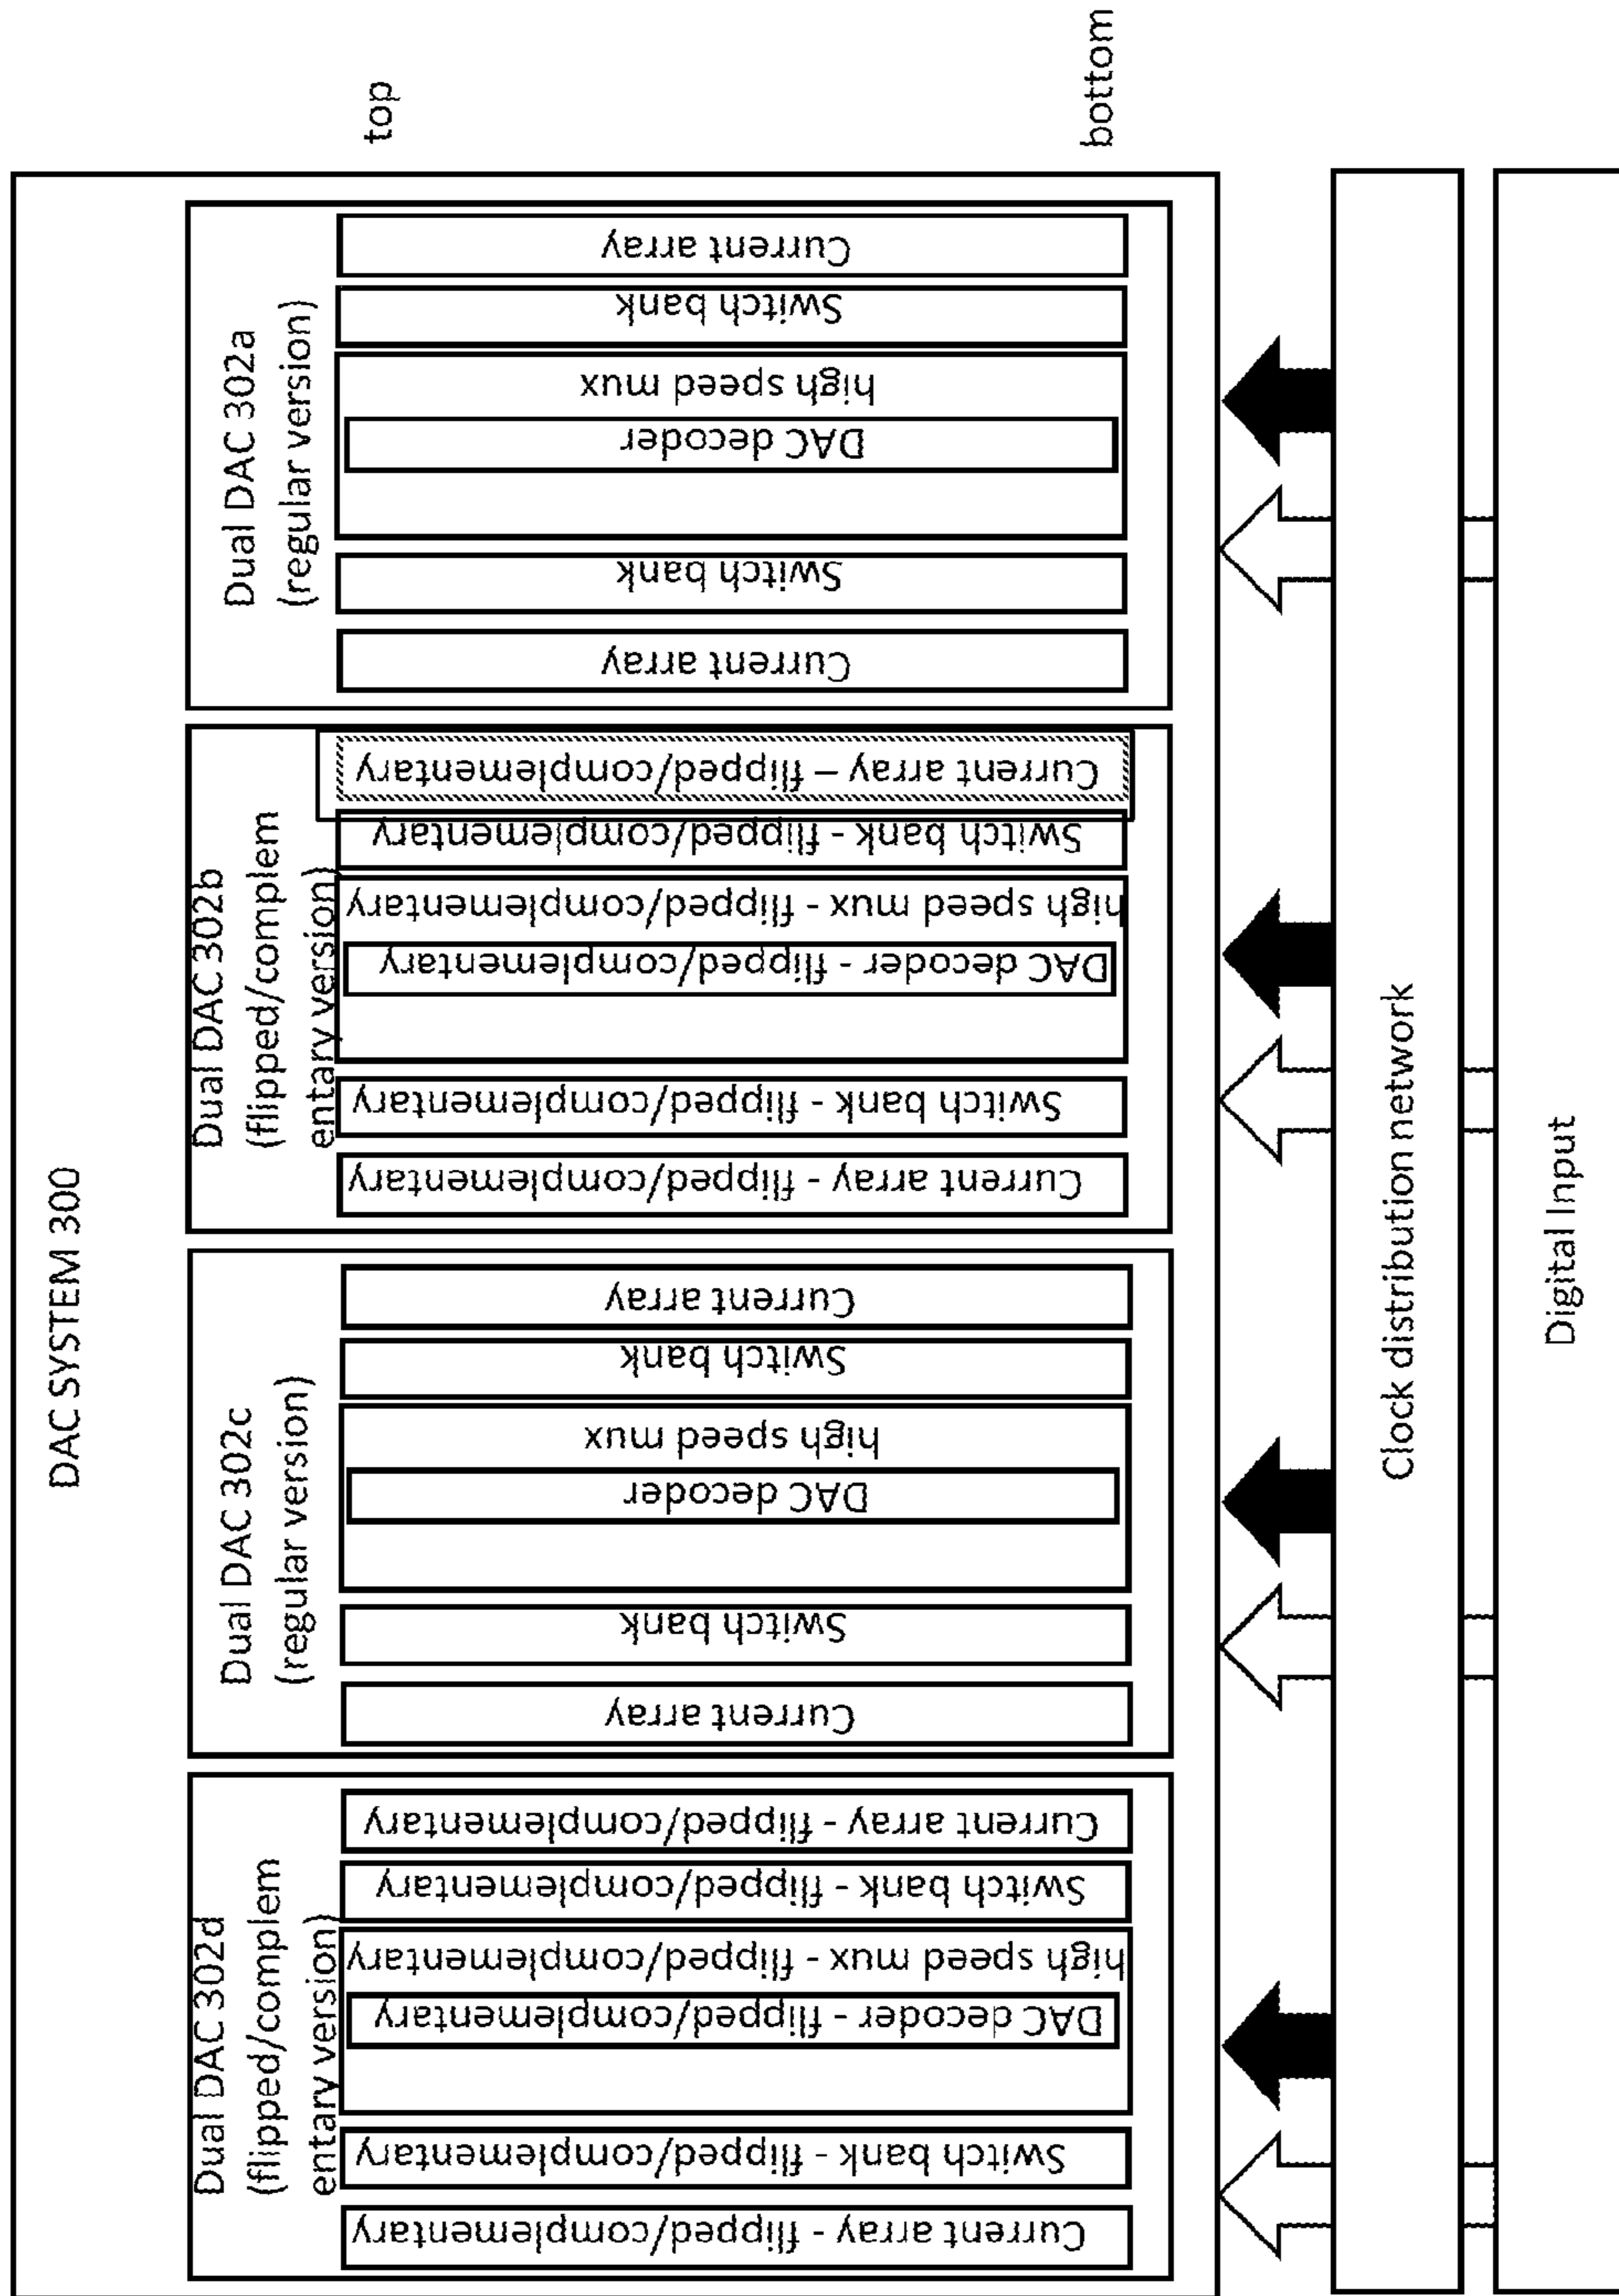 DAC SYSTEM 300
top
bottom
Dual DAC 302d
(flipped/complem
entary version)
Current array - flipped/complementary
Switch bank - flipped/complementary
DAC decoder - flipped/complementary
high speed mux - flipped/complementary
Switch bank - flipped/complementary
Current array - flipped/complementary
Dual DAC 302c
(regular version)
Current array
Switch bank
DAC decoder
high speed mux
Switch bank
Current array
Dual DAC 302b
(flipped/complem
entary version)
Current array - flipped/complementary
Switch bank - flipped/complementary
DAC decoder - flipped/complementary
high speed mux - flipped/complementary
Switch bank - flipped/complementary
Current array – flipped/complementary
Dual DAC 302a
(regular version)
Current array
Switch bank
DAC decoder
high speed mux
Switch bank
Current array
Clock distribution network
Digital Input